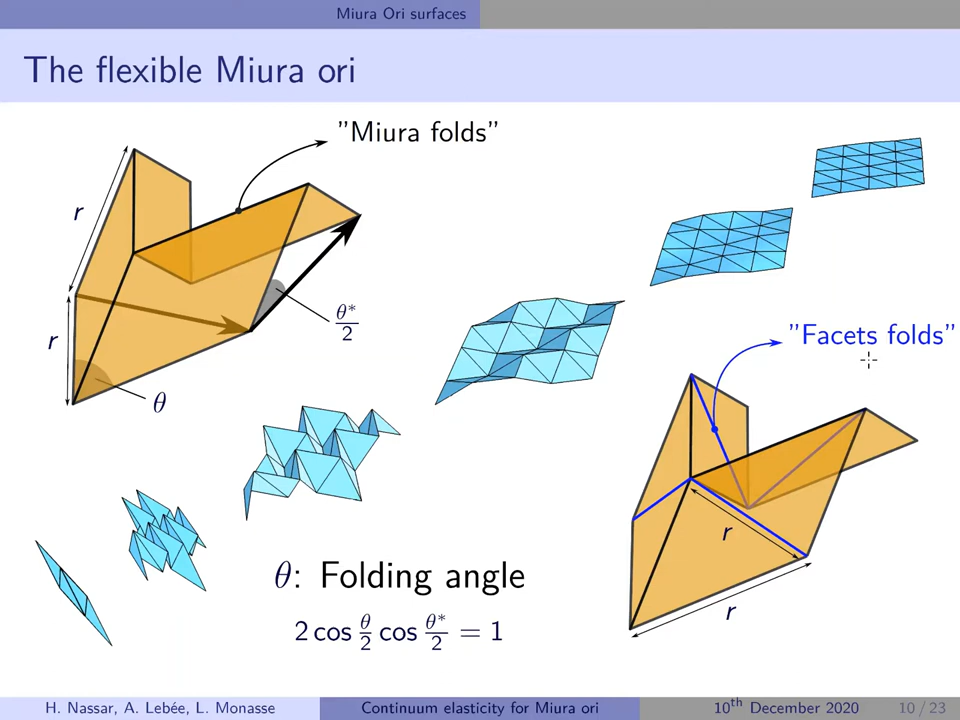 Miura Ori surfaces
The flexible Miura ori
”Miura folds”
r
r
θ*
2
θ
”Facets folds”
r
r
θ: Folding angle
2 cos θ/2 cos θ*/2 = 1
H. Nassar, A. Lebée, L. Monasse
Continuum elasticity for Miura ori
10th December 2020
10 / 23